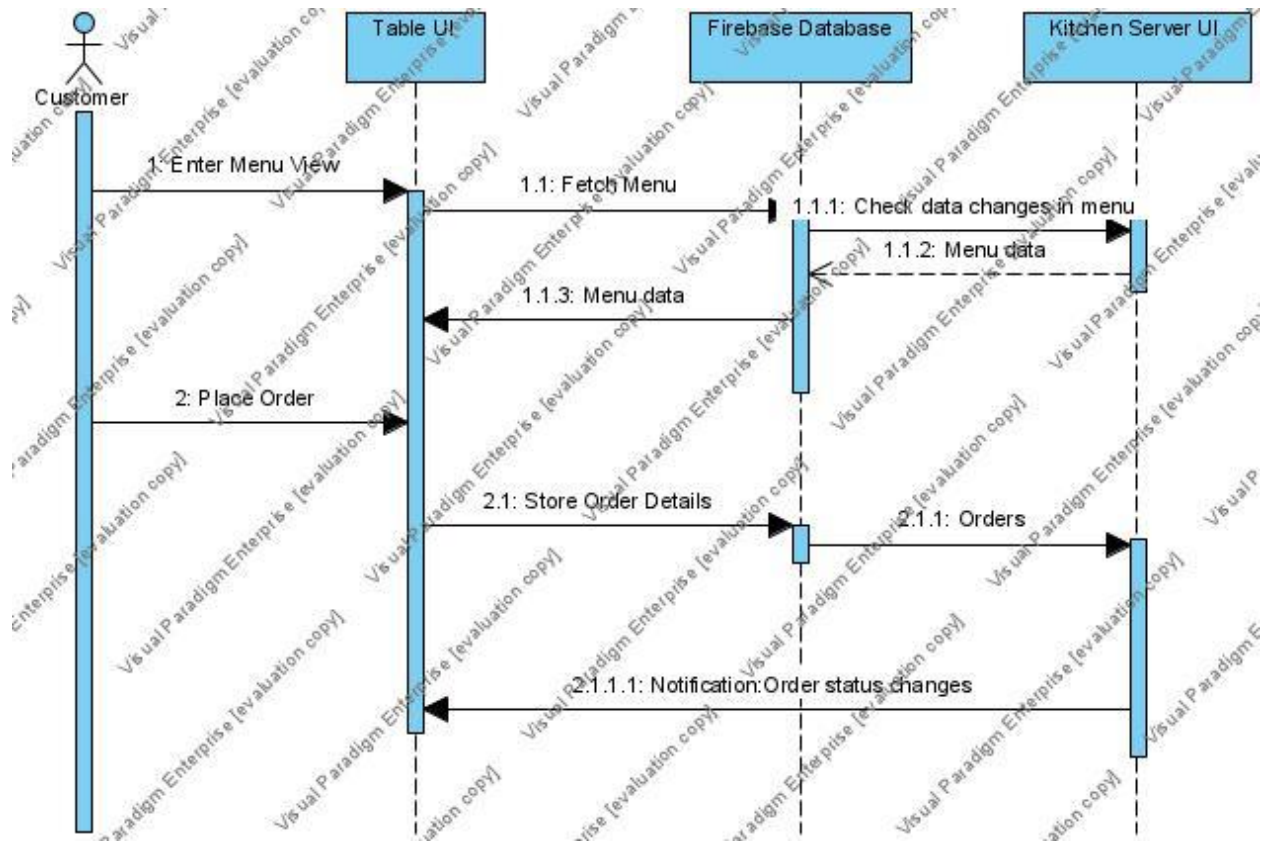 Table UI
Firebase Database
Kitchen Server UI
Customer
1: Enter Menu View
1.1: Fetch Menu
1.1.1: Check data changes in menu
1.1.2: Menu data
1.1.3: Menu data
2: Place Order
2.1: Store Order Details
2.1.1: Orders
2.1.1.1: Notification:Order status changes
Visual Paradigm Enterprise [evaluation copy]